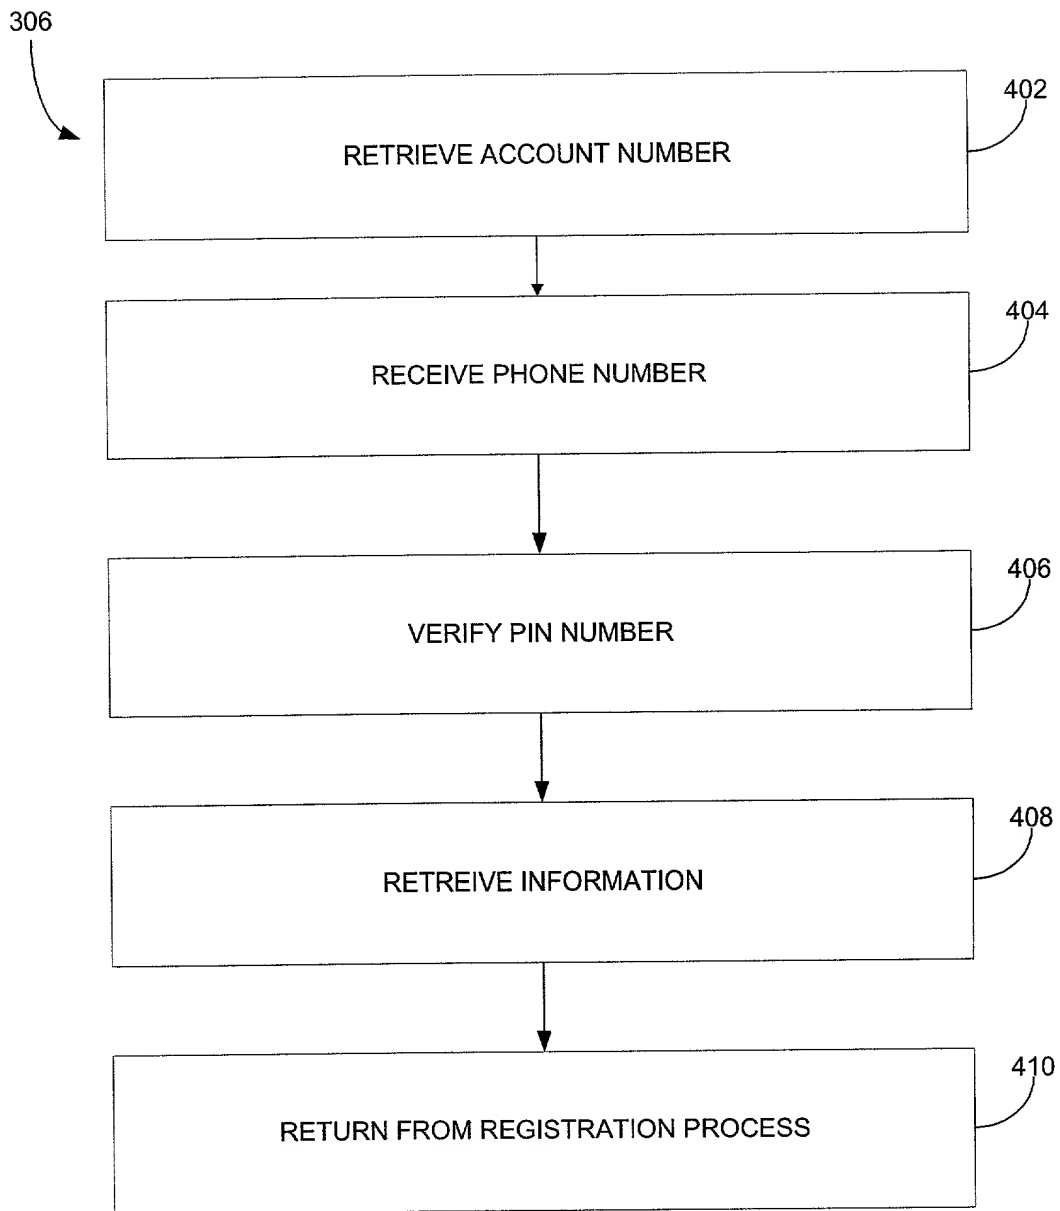 306
402
RETRIEVE ACCOUNT NUMBER
404
RECEIVE PHONE NUMBER
406
VERIFY PIN NUMBER
408
RETREIVE INFORMATION
410
RETURN FROM REGISTRATION PROCESS